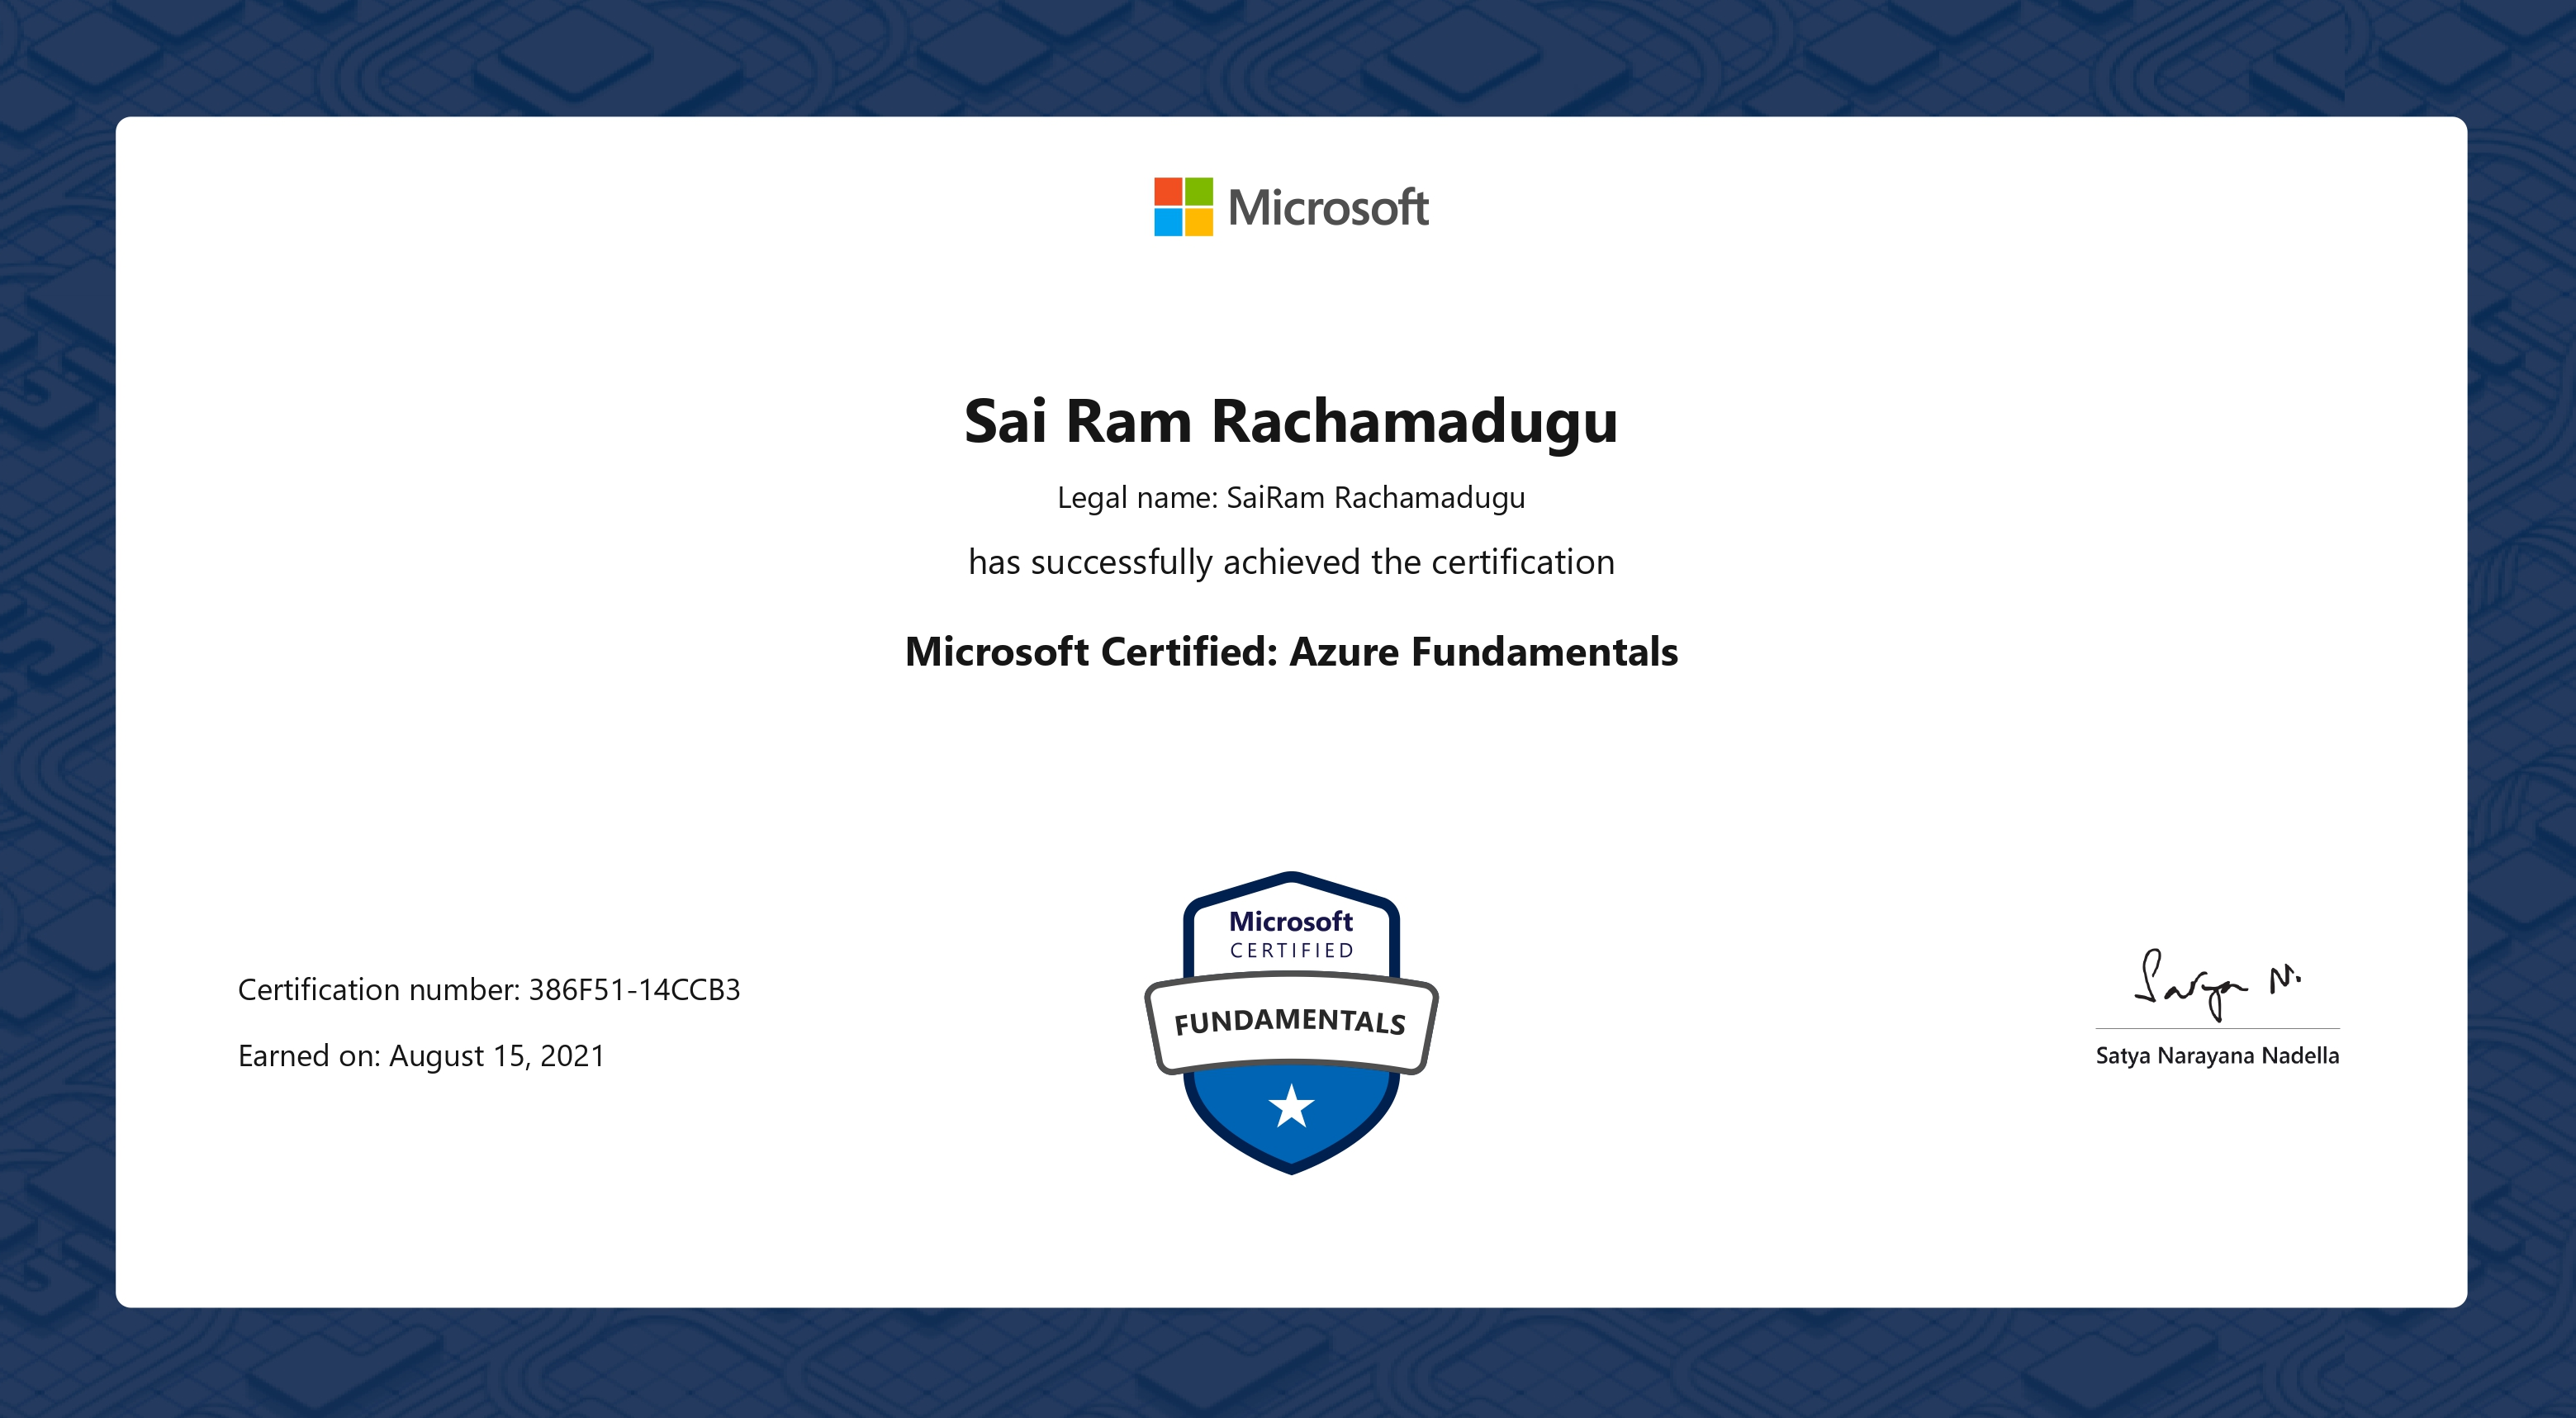 Microsoft
Sai Ram Rachamadugu
Legal name: SaiRam Rachamadugu
has successfully achieved the certification
Microsoft Certified: Azure Fundamentals
Microsoft
CERTIFIED
FUNDAMENTALS
Certification number: 386F51-14CCB3
Earned on: August 15, 2021
Satya N.
Satya Narayana Nadella